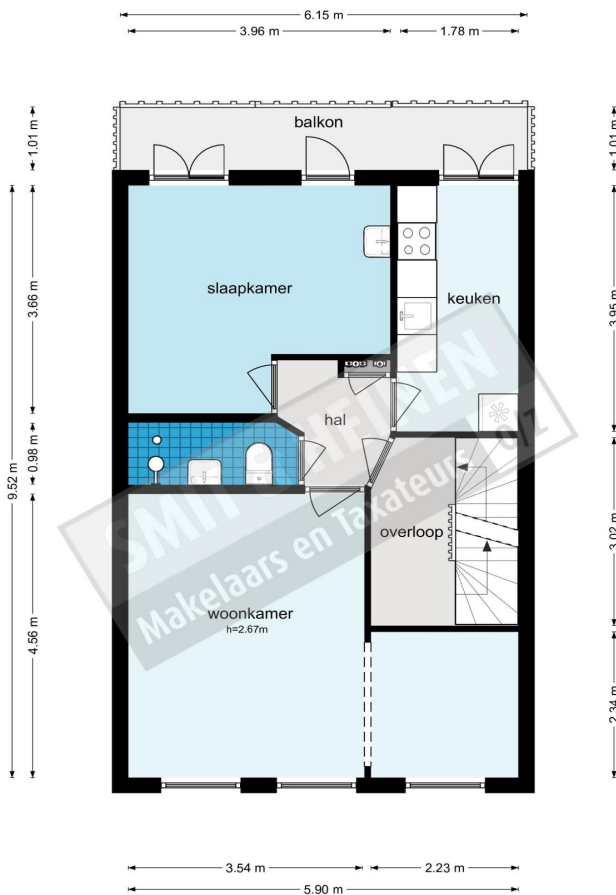 6.15 m
3.96 m
1.78 m
1.01 m
1.01 m
balkon
3.66 m
slaapkamer
keuken
3.95 m
hal
9.52 m
0.98 m
SMIT & HEINEN
Makelaars en Taxateurs o/z
overloop
3.02 m
woonkamer
h=2.67m
4.56 m
2.34 m
3.54 m
2.23 m
5.90 m